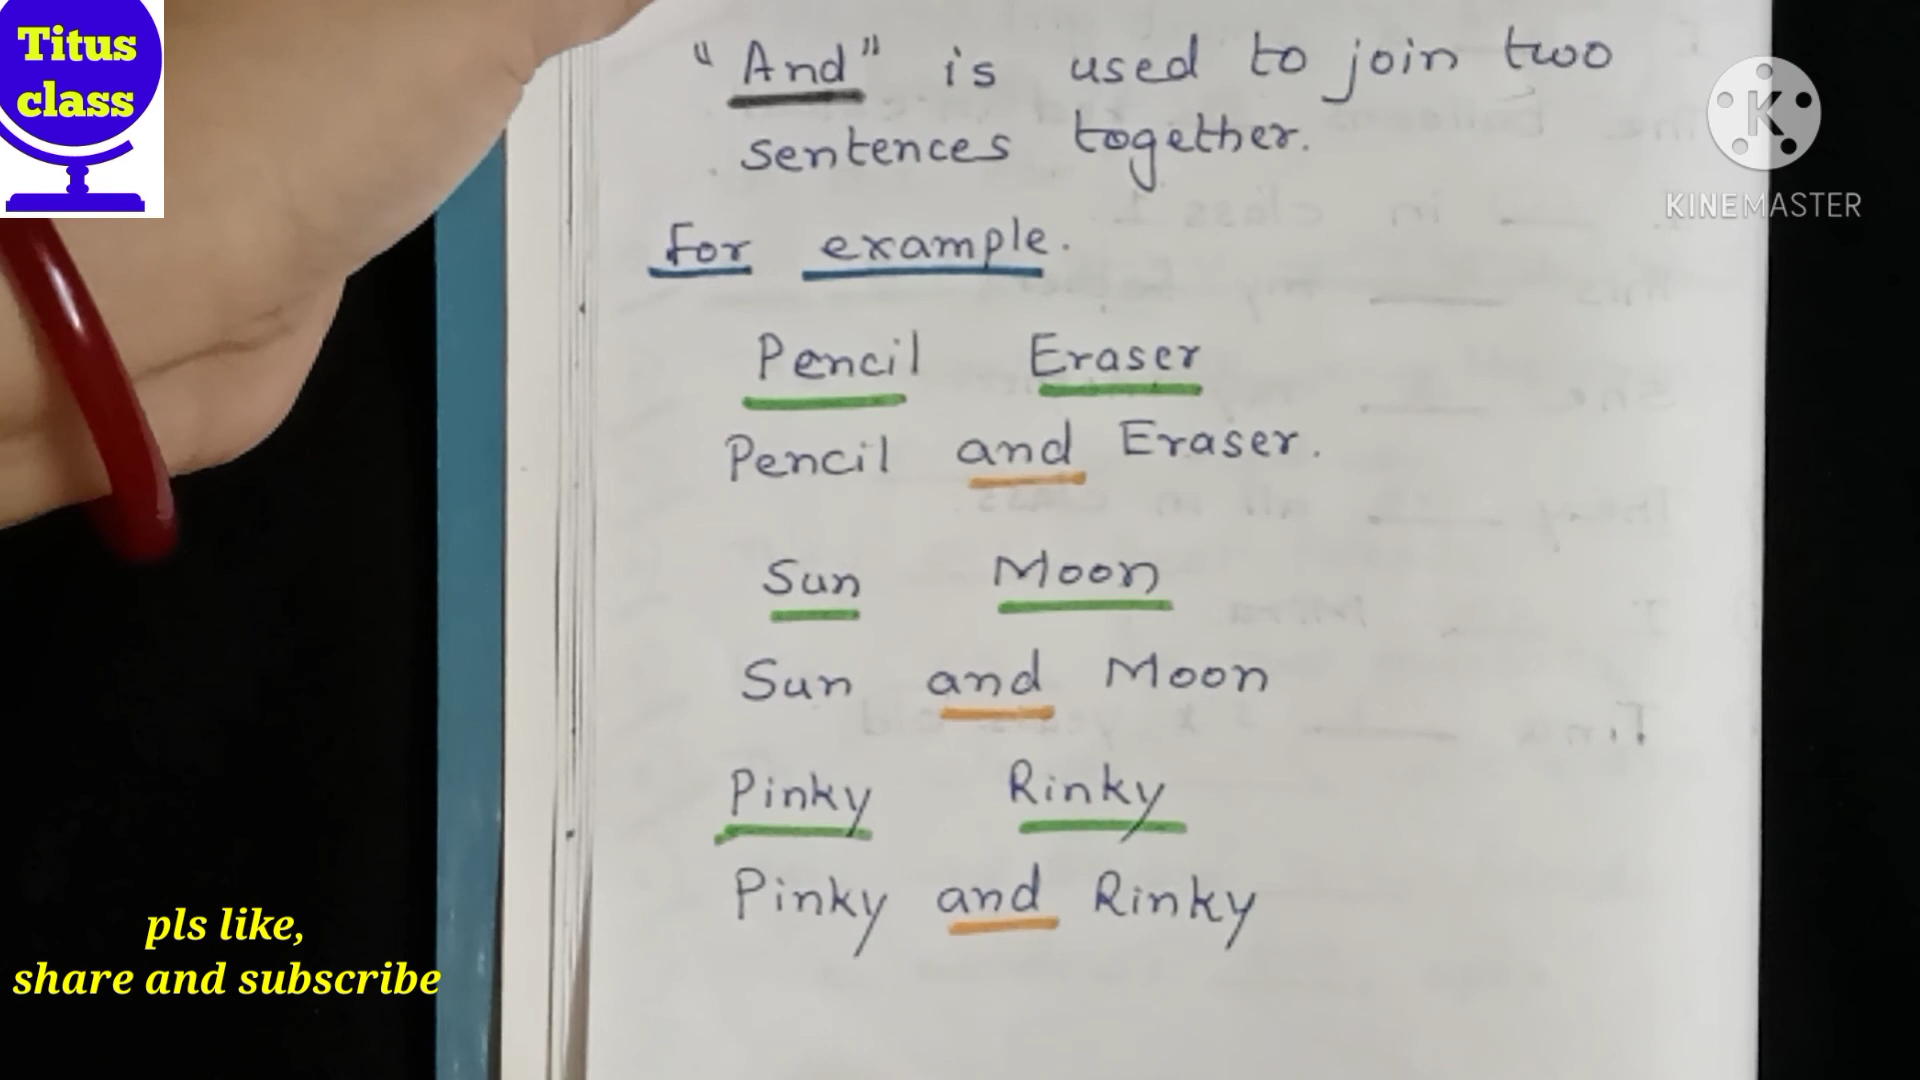 Titus
class
"And" is used to join two
sentences together.
KINEMASTER
For example.
Pencil Eraser
Pencil and Eraser.
Sun Moon
Sun and Moon
Pinky Rinky
Pinky and Rinky
pls like,
share and subscribe